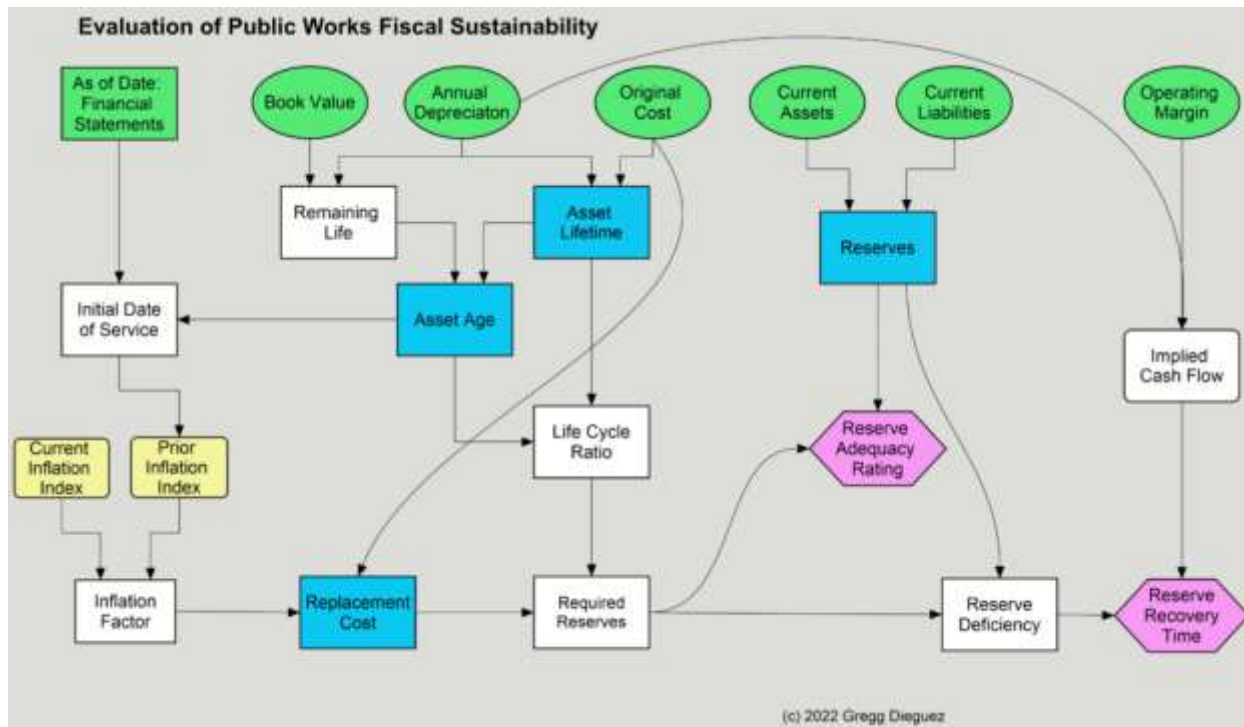 Evaluation of Public Works Fiscal Sustainability
As of Date:
Financial
Statements
Book Value
Annual
Depreciaton
Original
Cost
Current
Assets
Current
Liabilities
Operating
Margin
Remaining
Life
Asset
Lifetime
Reserves
Initial Date
of Service
Asset Age
Implied
Cash Flow
Life Cycle
Ratio
Reserve
Adequacy
Rating
Current
Inflation
Index
Prior
Inflation
Index
Inflation
Factor
Replacement
Cost
Required
Reserves
Reserve
Deficiency
Reserve
Recovery
Time
(c) 2022 Gregg Dieguez